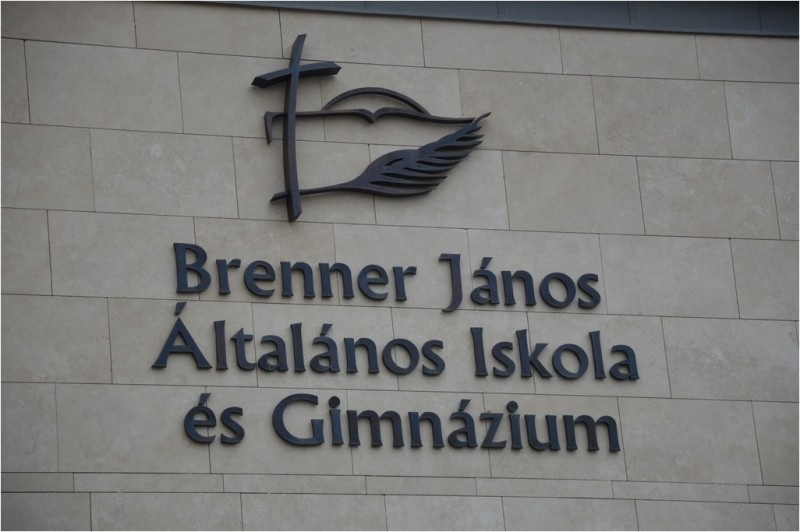 Brenner János
Általános Iskola
és Gimnázium